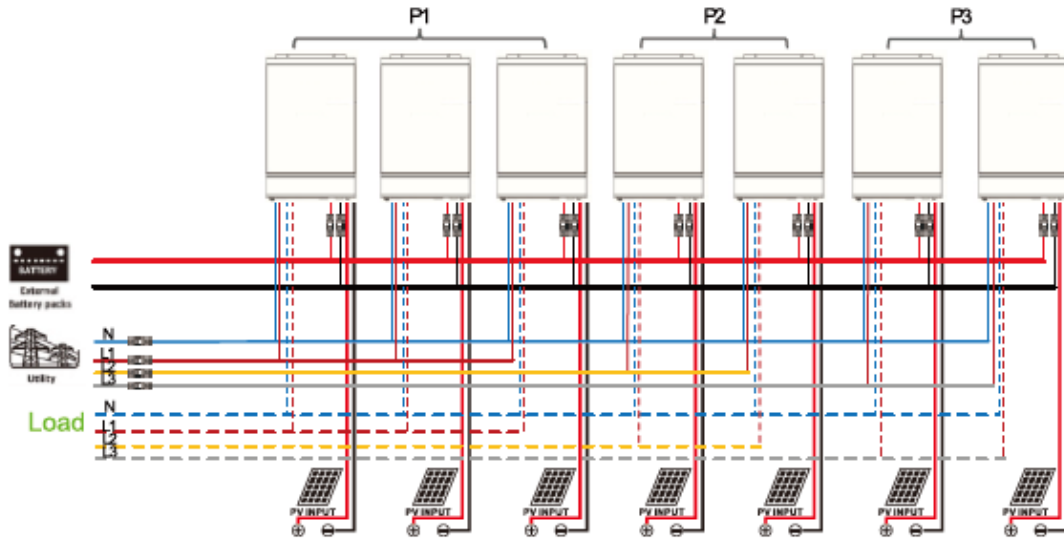 P1 P2 P3
BATTERY
External
Battery packs
N
L1
L2
L3
Utility
Load
N
L1
L2
L3
PV INPUT PV INPUT PV INPUT PV INPUT PV INPUT PV INPUT PV INPUT